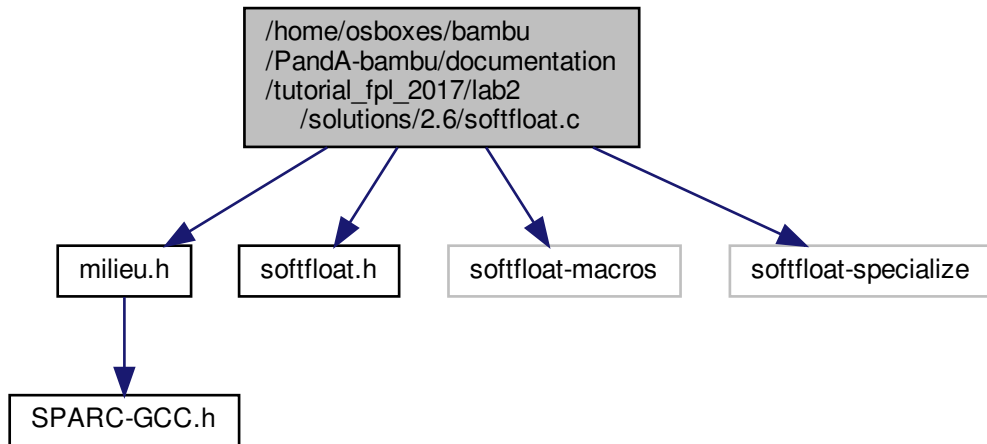 /home/osboxes/bambu
/PandA-bambu/documentation
/tutorial_fpl_2017/lab2
/solutions/2.6/softfloat.c
milieu.h
softfloat.h
softfloat-macros
softfloat-specialize
SPARC-GCC.h